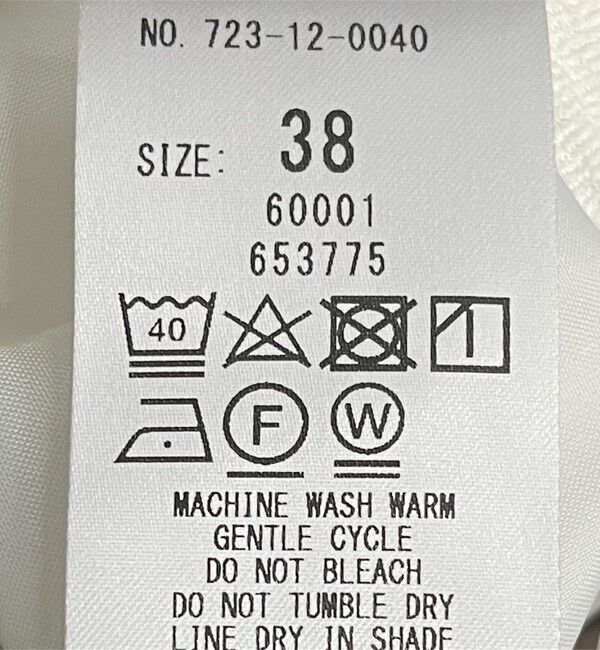 NO. 723-12-0040
SIZE: 38
60001
653775
40
F W
MACHINE WASH WARM
GENTLE CYCLE
DO NOT BLEACH
DO NOT TUMBLE DRY
LINE DRY IN SHADE